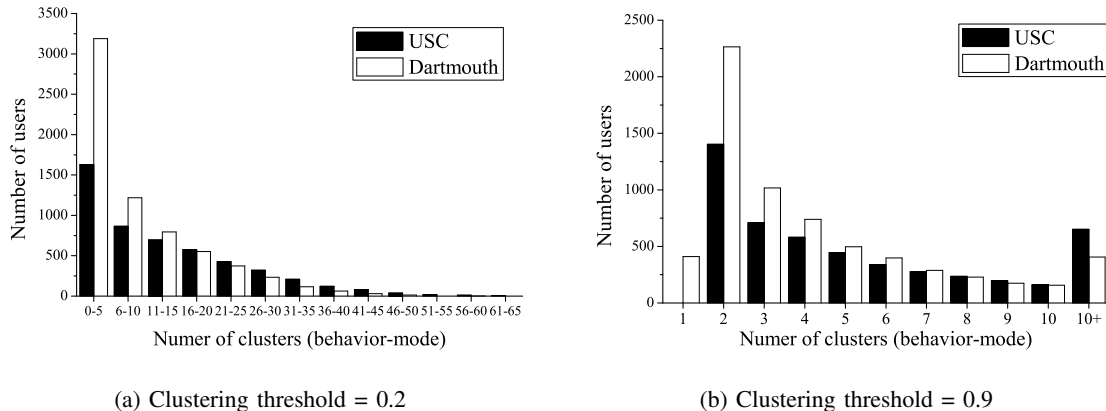 3500
3000
2500
2000
1500
1000
500
0
Number of users
USC
Dartmouth
0-5 6-10 11-15 16-20 21-25 26-30 31-35 36-40 41-45 46-50 51-55 56-60 61-65
Numer of clusters (behavior-mode)
(a) Clustering threshold = 0.2
2500
2000
1500
1000
500
0
Number of users
USC
Dartmouth
1 2 3 4 5 6 7 8 9 10 10+
Numer of clusters (behavior-mode)
(b) Clustering threshold = 0.9